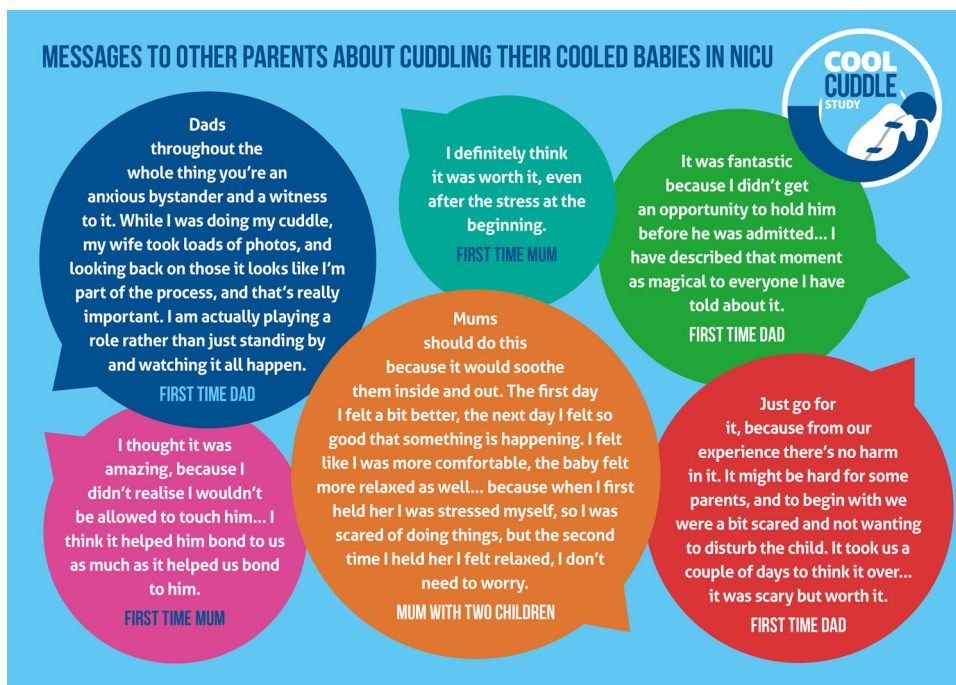 MESSAGES TO OTHER PARENTS ABOUT CUDDLING THEIR COOLED BABIES IN NICU
COOL
CUDDLE
STUDY
Dads
throughout the
whole thing you're an
anxious bystander and a witness
to it. While I was doing my cuddle,
my wife took loads of photos, and
looking back on those it looks like I'm
part of the process, and that's really
important. I am actually playing a
role rather than just standing by
and watching it all happen.
FIRST TIME DAD
I definitely think
it was worth it, even
after the stress at the
beginning.
FIRST TIME MUM
It was fantastic
because I didn't get
an opportunity to hold him
before he was admitted... I
have described that moment
as magical to everyone I have
told about it.
FIRST TIME DAD
I thought it was
amazing, because I
didn't realise I wouldn't
be allowed to touch him... I
think it helped him bond to us
as much as it helped us bond
to him.
FIRST TIME MUM
Mums
should do this
because it would soothe
them inside and out. The first day
I felt a bit better, the next day I felt so
good that something is happening. I felt
like I was more comfortable, the baby felt
more relaxed as well... because when I first
held her I was stressed myself, so I was
scared of doing things, but the second
time I held her I felt relaxed, I don't
need to worry.
MUM WITH TWO CHILDREN
Just go for
it, because from our
experience there's no harm
in it. It might be hard for some
parents, and to begin with we
were a bit scared and not wanting
to disturb the child. It took us a
couple of days to think it over...
it was scary but worth it.
FIRST TIME DAD